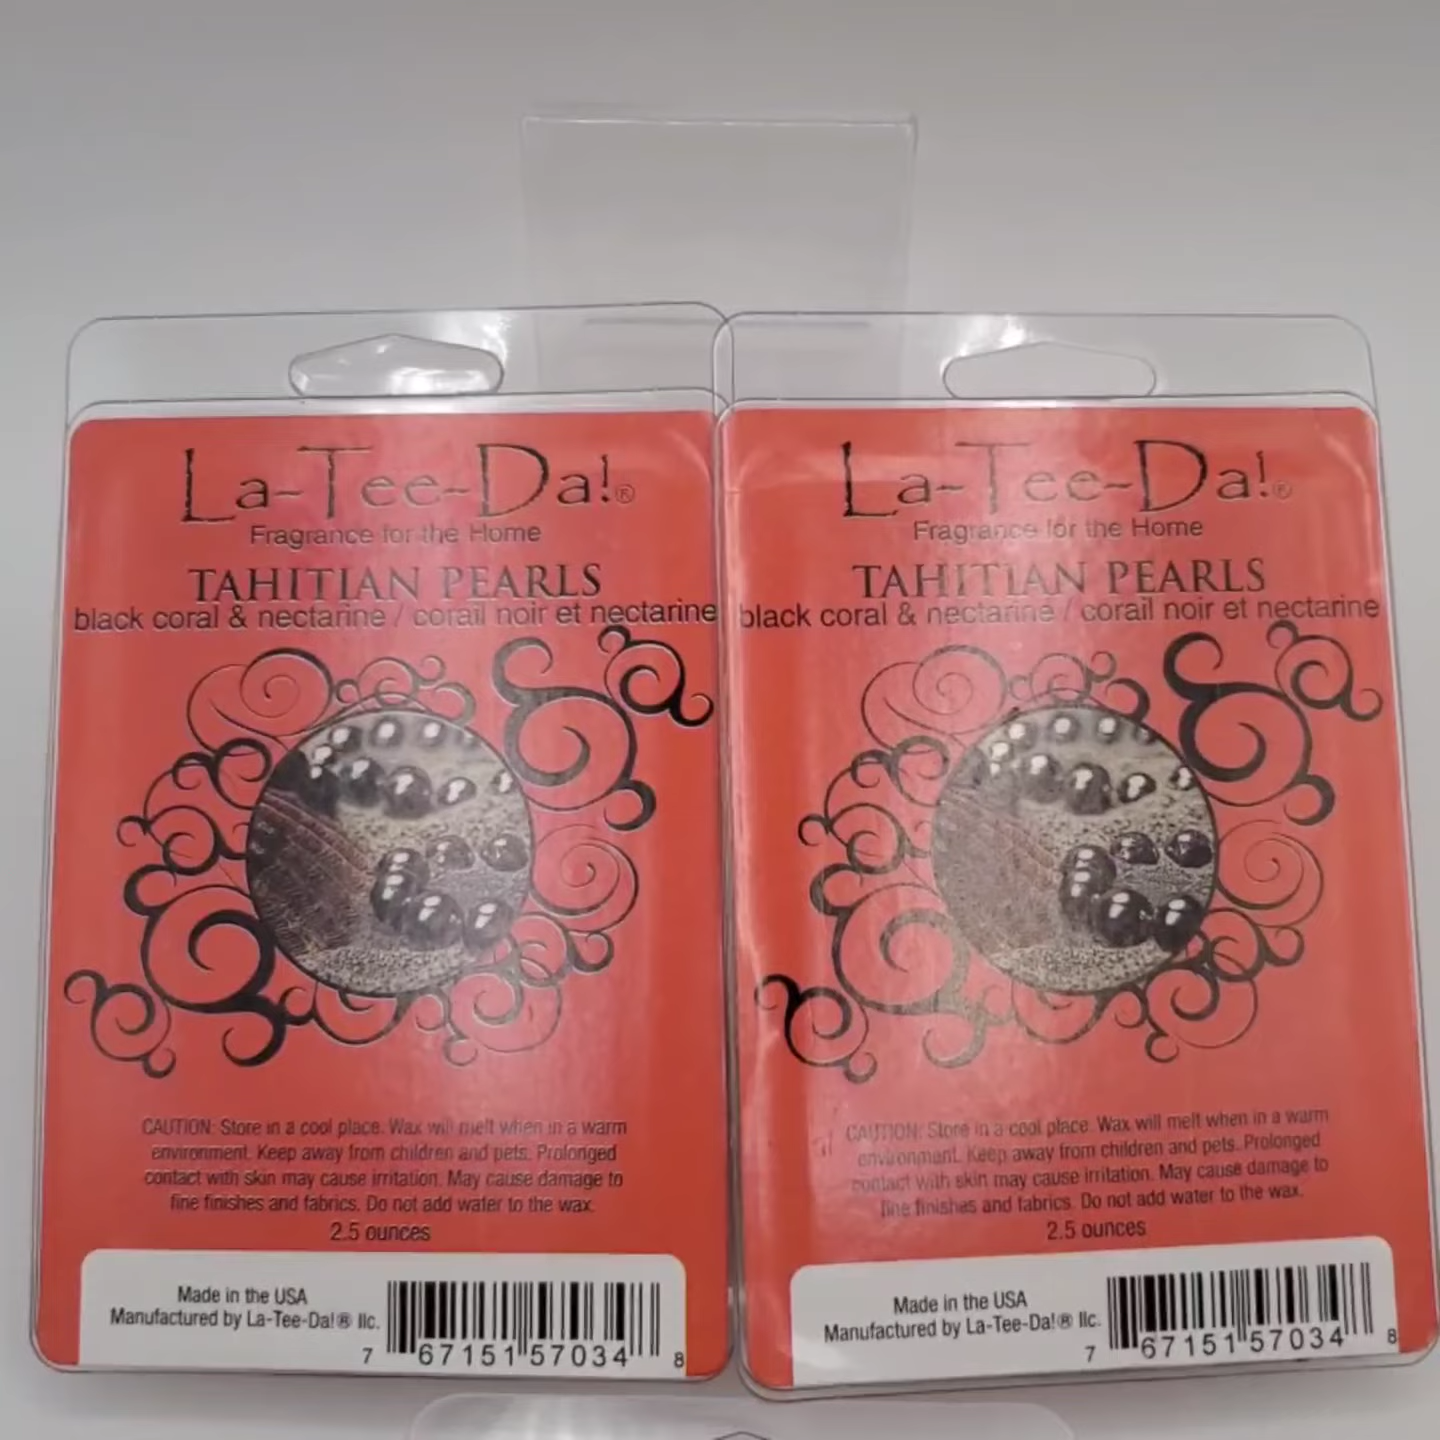 La-Tee-Da!®
Fragrance for the Home
TAHITIAN PEARLS
black coral & nectarine / corail noir et nectarine
CAUTION: Store in a cool place. Wax will melt when in a warm
environment. Keep away from children and pets. Prolonged
contact with skin may cause irritation. May cause damage to
fine finishes and fabrics. Do not add water to the wax.
2.5 ounces
Made in the USA
Manufactured by La-Tee-Da!® llc.
7 67151 57034 8
La-Tee-Da!®
Fragrance for the Home
TAHITIAN PEARLS
black coral & nectarine / corail noir et nectarine
CAUTION: Store in a cool place. Wax will melt when in a warm
environment. Keep away from children and pets. Prolonged
contact with skin may cause irritation. May cause damage to
fine finishes and fabrics. Do not add water to the wax.
2.5 ounces
Made in the USA
Manufactured by La-Tee-Da!® llc.
7 67151 57034 8